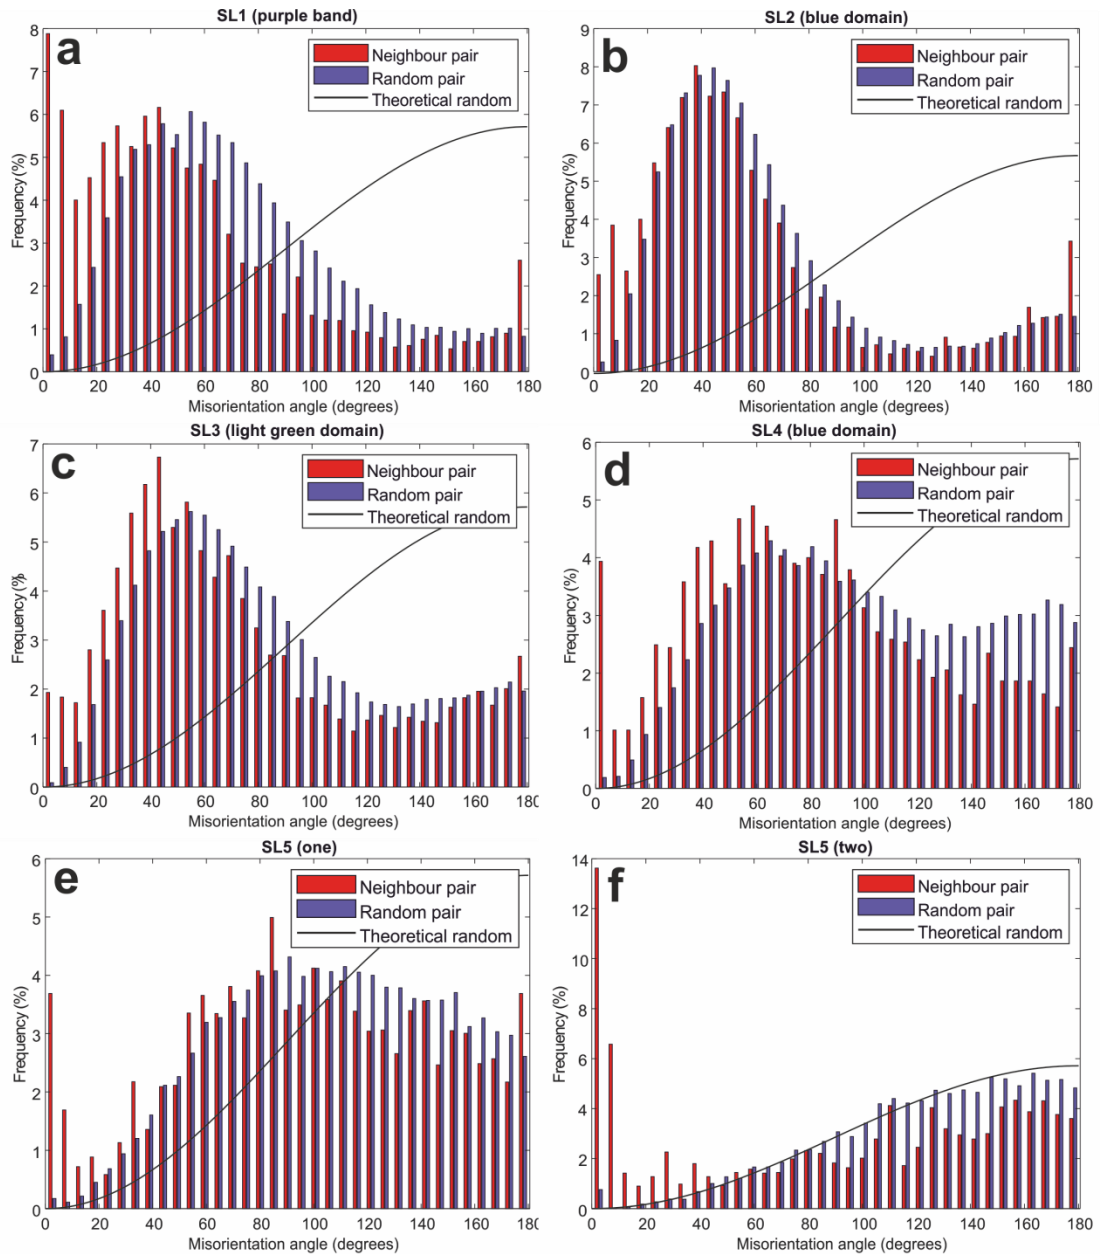 SL1 (purple band)
a
Neighbour pair
Random pair
Theoretical random
Frequency (%)
8
7
6
5
4
3
2
1
0
0 20 40 60 80 100 120 140 160 180
Misorientation angle (degrees)
SL2 (blue domain)
b
Neighbour pair
Random pair
Theoretical random
Frequency (%)
9
8
7
6
5
4
3
2
1
0
0 20 40 60 80 100 120 140 160 180
Misorientation angle (degrees)
SL3 (light green domain)
c
Neighbour pair
Random pair
Theoretical random
Frequency (%)
7
6
5
4
3
2
1
0
0 20 40 60 80 100 120 140 160 180
Misorientation angle (degrees)
SL4 (blue domain)
d
Neighbour pair
Random pair
Theoretical random
Frequency (%)
6
5
4
3
2
1
0
0 20 40 60 80 100 120 140 160 180
Misorientation angle (degrees)
SL5 (one)
e
Neighbour pair
Random pair
Theoretical random
Frequency (%)
6
5
4
3
2
1
0
0 20 40 60 80 100 120 140 160 180
Misorientation angle (degrees)
SL5 (two)
f
Neighbour pair
Random pair
Theoretical random
Frequency (%)
14
12
10
8
6
4
2
0
0 20 40 60 80 100 120 140 160 180
Misorientation angle (degrees)